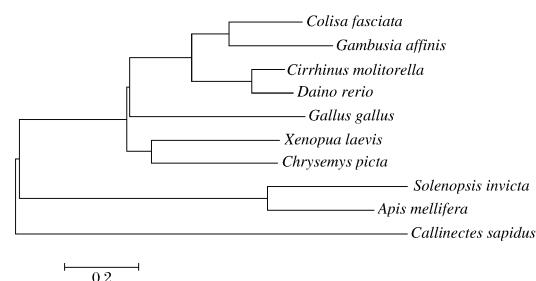 Colisa fasciata
Gambusia affinis
Cirrhinus molitorella
Daino rerio
Gallus gallus
Xenopua laevis
Chrysemys picta
Solenopsis invicta
Apis mellifera
Callinectes sapidus
0.2